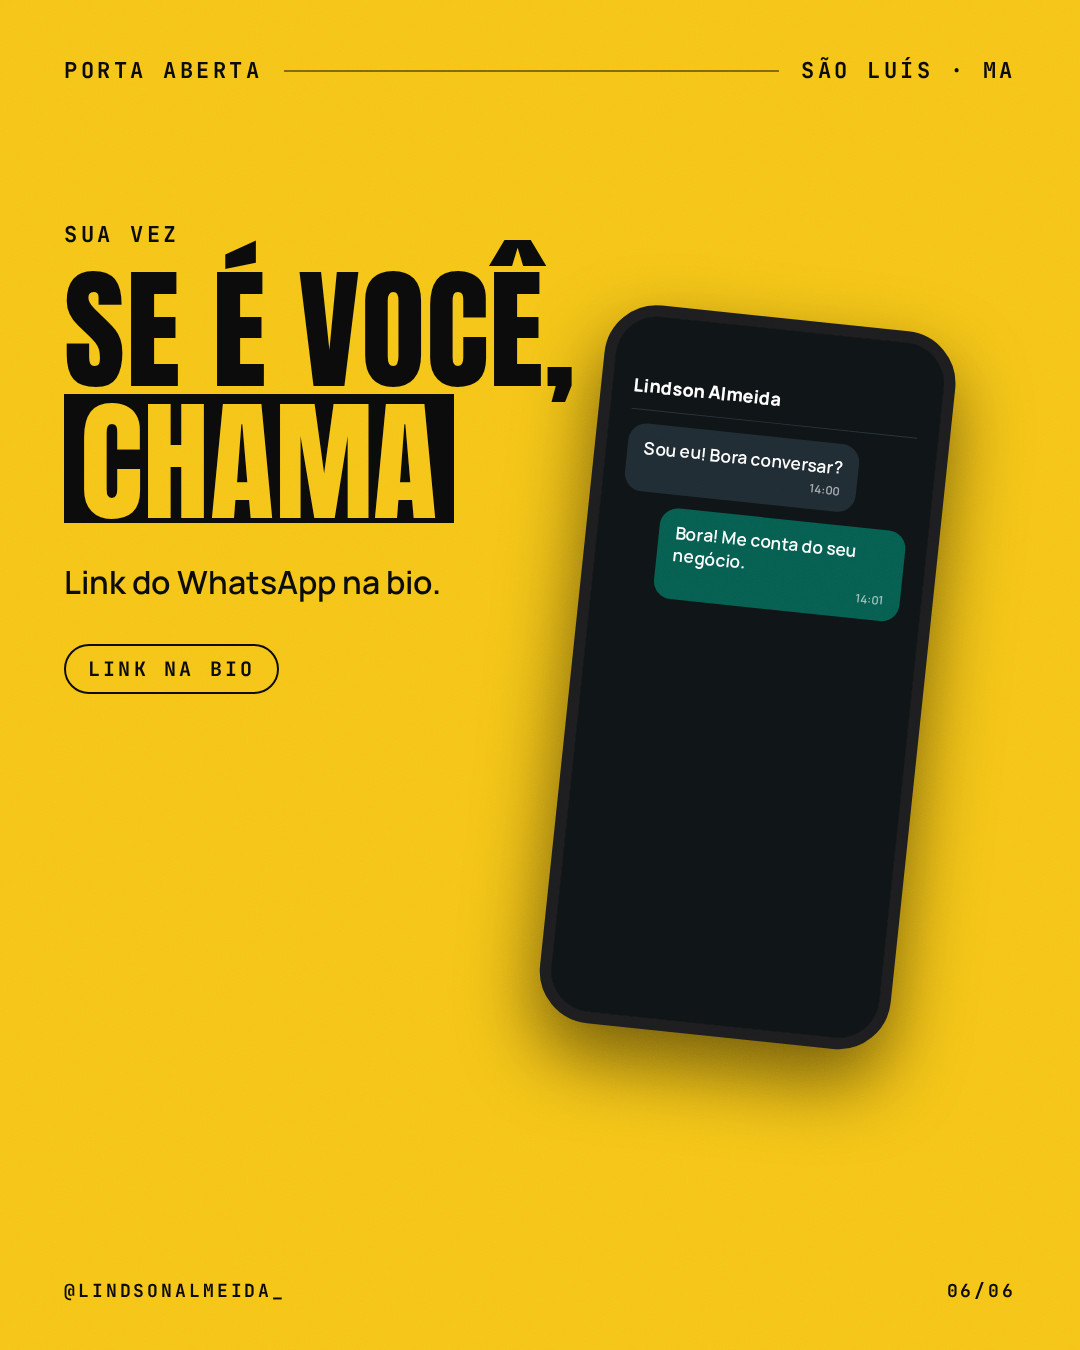 PORTA ABERTA
SÃO LUÍS · MA
SUA VEZ
SE É VOCÊ,
CHAMA
Link do WhatsApp na bio.
LINK NA BIO
Lindson Almeida
Sou eu! Bora conversar?
14:00
Bora! Me conta do seu
negócio.
14:01
@LINDSONALMEIDA_
06/06